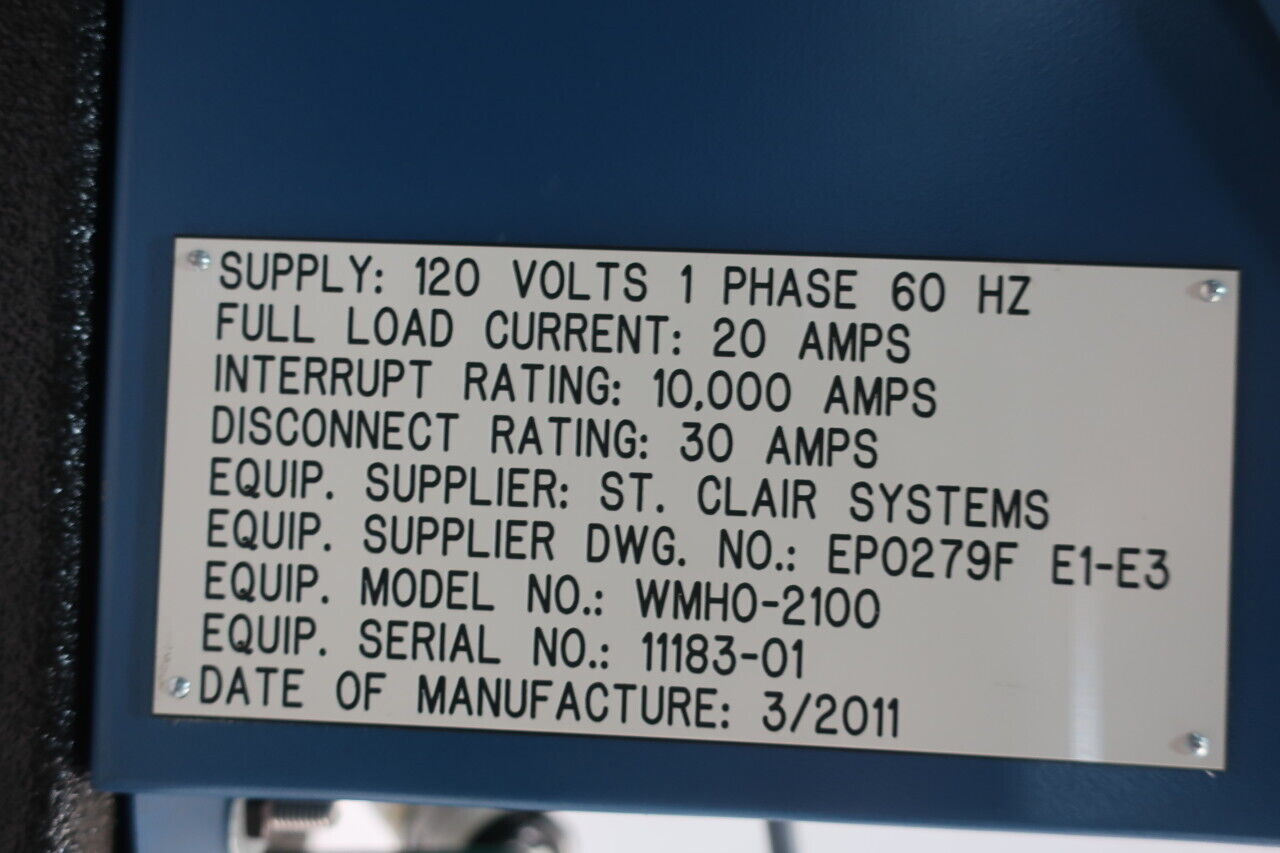 SUPPLY: 120 VOLTS 1 PHASE 60 HZ
FULL LOAD CURRENT: 20 AMPS
INTERRUPT RATING: 10,000 AMPS
DISCONNECT RATING: 30 AMPS
EQUIP. SUPPLIER: ST. CLAIR SYSTEMS
EQUIP. SUPPLIER DWG. NO.: EP0279F E1-E3
EQUIP. MODEL NO.: WMHO-2100
EQUIP. SERIAL NO.: 11183-01
DATE OF MANUFACTURE: 3/2011